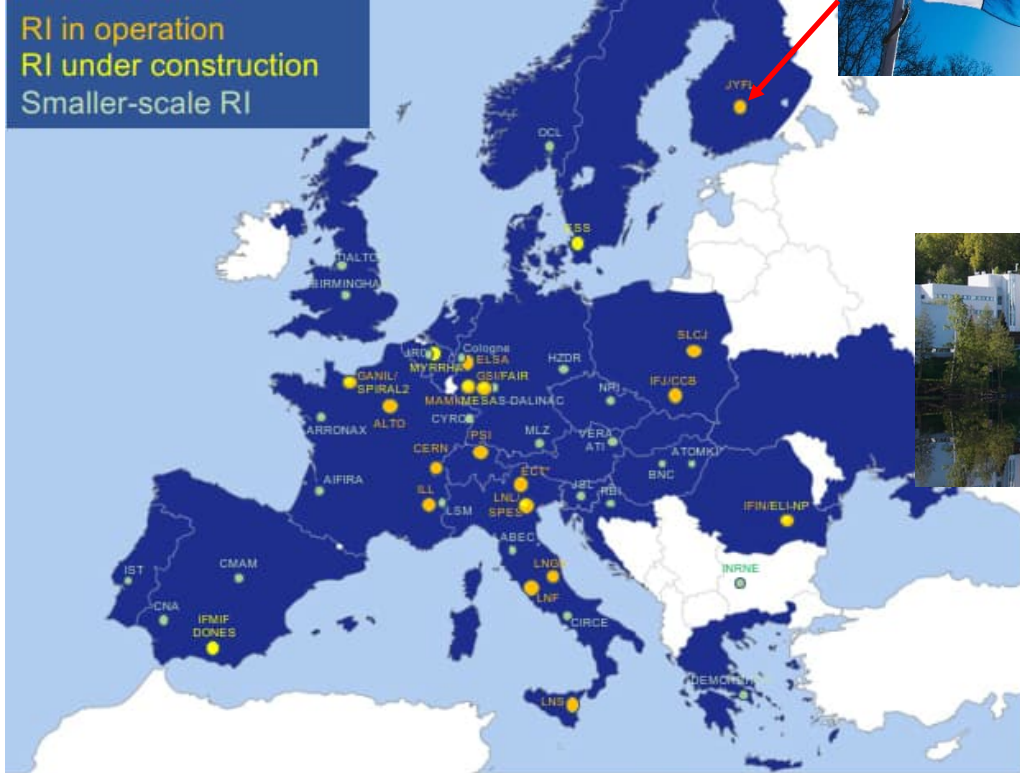 RI in operation
RI under construction
Smaller-scale RI
JYFL
OCL
ESS
DALTON
BIRMINGHAM
SLCJ
Cologne
ELSA
MYRRHA
HZDR
GANIL/
SPIRAL2
GSI/FAIR
IFJ/CCB
NPI
MAMI/MESA
S-DALINAC
ALTO
CYRC
ARRONAX
MLZ
VERA
ATI
CERN
PSI
ATOMKI
BNC
AIFIRA
ECT*
ILL
LSM
LNL/
SPES
JSI
RBI
IFIN/ELI-NP
LABEC
IST
CMAM
LNGS
INRNE
LNF
CNA
IFMIF
DONES
CIRCE
LNS